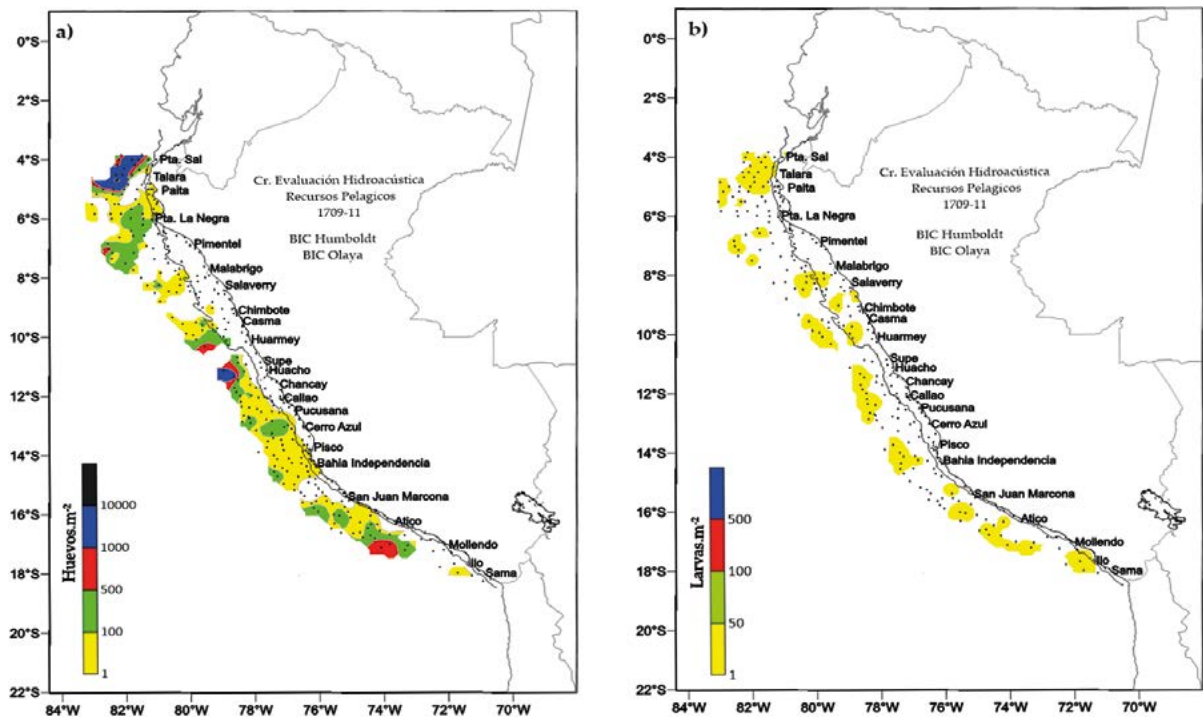 a)
0°S
2°S
4°S
6°S
8°S
10°S
12°S
14°S
16°S
18°S
20°S
22°S
84°W
82°W
80°W
78°W
76°W
74°W
72°W
70°W
Pta. Sal
Talara
Paita
Pta. La Negra
Pimentel
Malabrigo
Salaverry
Chimbote
Casma
Huarmey
Supe
Huacho
Chancay
Callao
Pucusana
Cerro Azul
Pisco
Bahia Independencia
San Juan Marcona
Atico
Mollendo
Ilo
Sama
Cr. Evaluación Hidroacústica
Recursos Pelagicos
1709-11
BIC Humboldt
BIC Olaya
Huevos.m-2
10000
1000
500
100
1
b)
0°S
2°S
4°S
6°S
8°S
10°S
12°S
14°S
16°S
18°S
20°S
22°S
84°W
82°W
80°W
78°W
76°W
74°W
72°W
70°W
Pta. Sal
Talara
Paita
Pta. La Negra
Pimentel
Malabrigo
Salaverry
Chimbote
Casma
Huarmey
Supe
Huacho
Chancay
Callao
Pucusana
Cerro Azul
Pisco
Bahia Independencia
San Juan Marcona
Atico
Mollendo
Ilo
Sama
Cr. Evaluación Hidroacústica
Recursos Pelagicos
1709-11
BIC Humboldt
BIC Olaya
Larvas.m-2
500
100
50
1